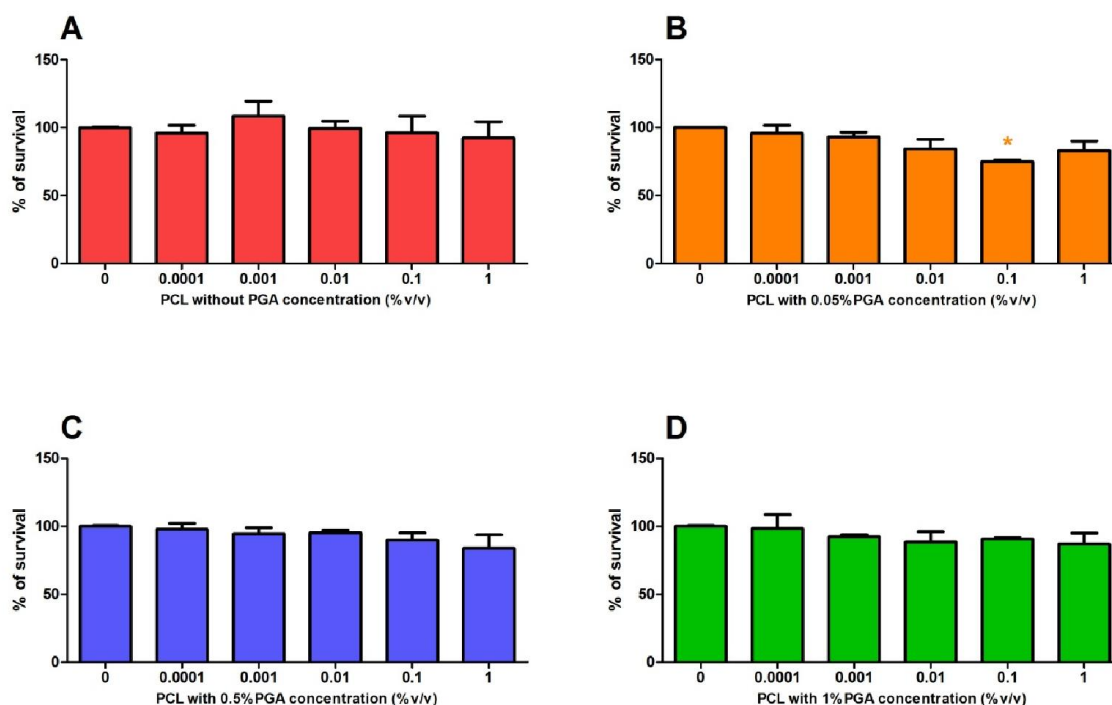 A
150
100
50
0
% of survival
0 0.0001 0.001 0.01 0.1 1
PCL without PGA concentration (%v/v)
B
150
100
50
0
% of survival
*
0 0.0001 0.001 0.01 0.1 1
PCL with 0.05%PGA concentration (%v/v)
C
150
100
50
0
% of survival
0 0.0001 0.001 0.01 0.1 1
PCL with 0.5%PGA concentration (%v/v)
D
150
100
50
0
% of survival
0 0.0001 0.001 0.01 0.1 1
PCL with 1%PGA concentration (%v/v)